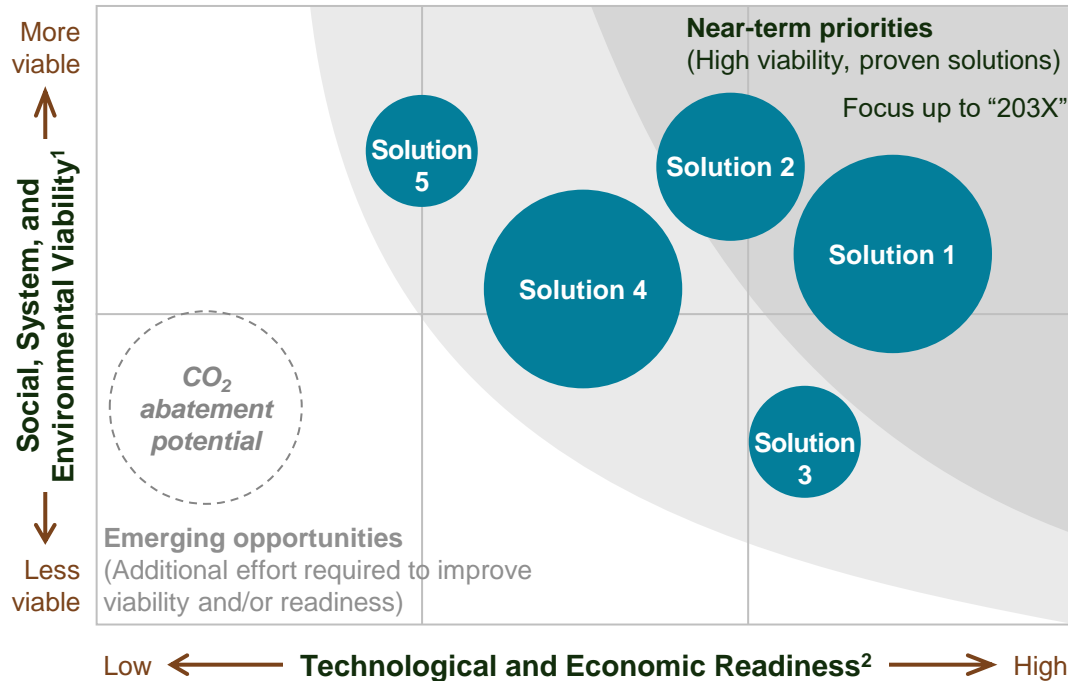 More
viable
Social, System, and
Environmental Viability1
Less
viable
Near-term priorities
(High viability, proven solutions)
Focus up to “203X”
Solution
5
Solution 2
Solution 1
Solution 4
Solution
3
CO2
abatement
potential
Emerging opportunities
(Additional effort required to improve
viability and/or readiness)
Low
Technological and Economic Readiness2
High